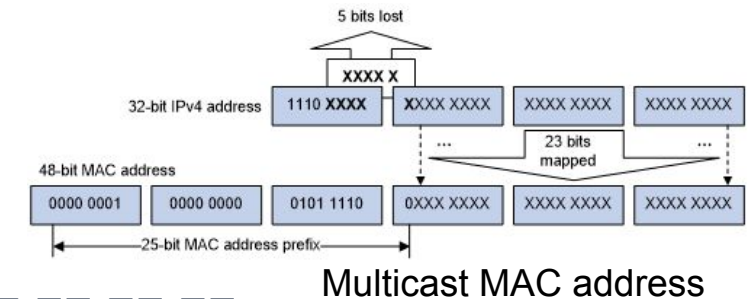 5 bits lost
XXXX X
32-bit IPv4 address 1110 XXXX XXXX XXXX XXXX XXXX XXXX XXXX
... 23 bits mapped ...
48-bit MAC address
0000 0001 0000 0000 0101 1110 0XXX XXXX XXXX XXXX XXXX XXXX
25-bit MAC address prefix
Multicast MAC address